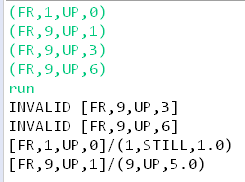 (FR,1,UP,0)
(FR,9,UP,1)
(FR,9,UP,3)
(FR,9,UP,6)
run
INVALID [FR,9,UP,3]
INVALID [FR,9,UP,6]
[FR,1,UP,0]/(1,STILL,1.0)
[FR,9,UP,1]/(9,UP,5.0)